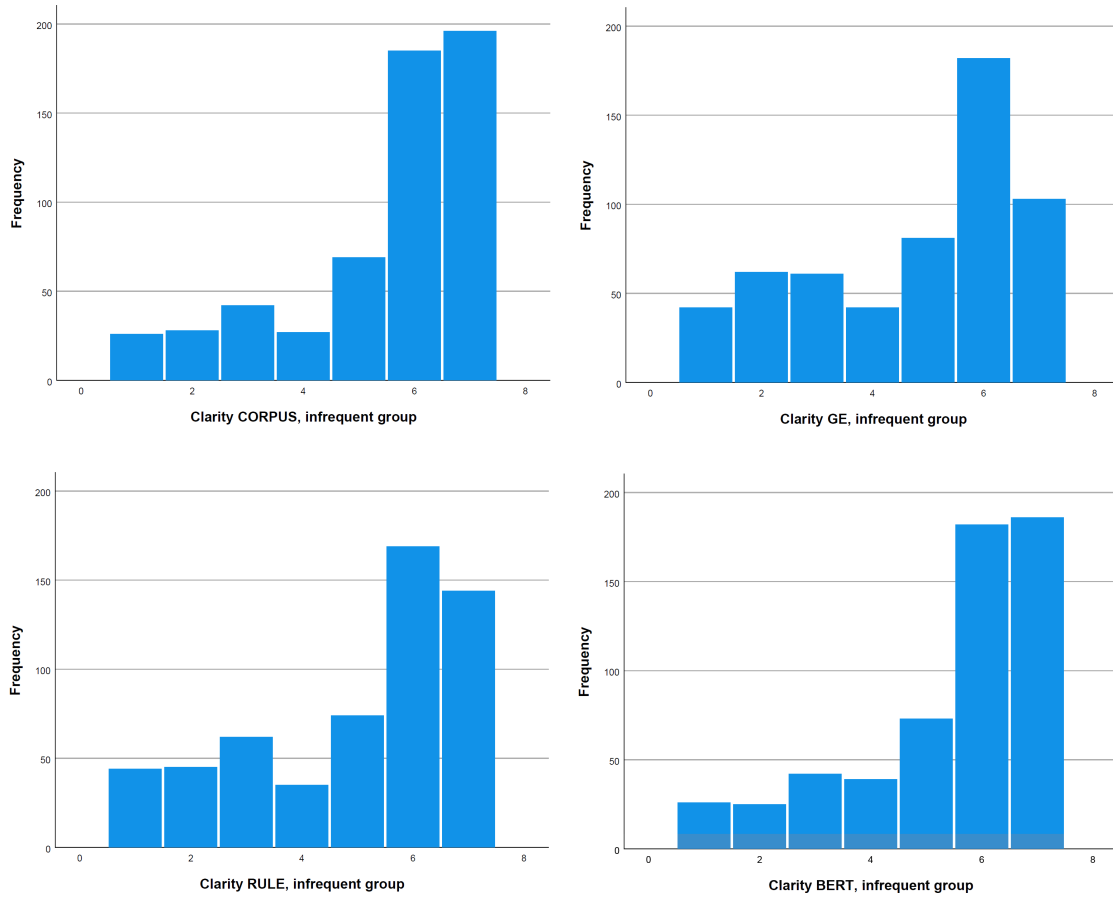 200
150
100
50
0
Frequency
0 2 4 6 8
Clarity CORPUS, infrequent group
200
150
100
50
0
Frequency
0 2 4 6 8
Clarity GE, infrequent group
200
150
100
50
0
Frequency
0 2 4 6 8
Clarity RULE, infrequent group
200
150
100
50
0
Frequency
0 2 4 6 8
Clarity BERT, infrequent group